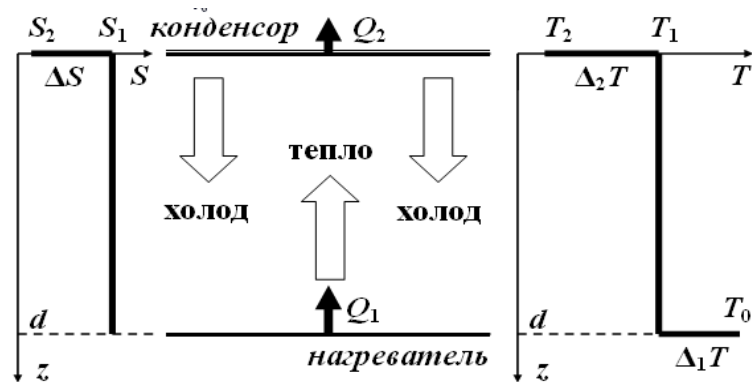 S₂ S₁ конденсор Q₂ T₂ T₁
ΔS S Δ₂T T
тепло
холод холод
d Q₁ d T₀
нагреватель Δ₁T
z z